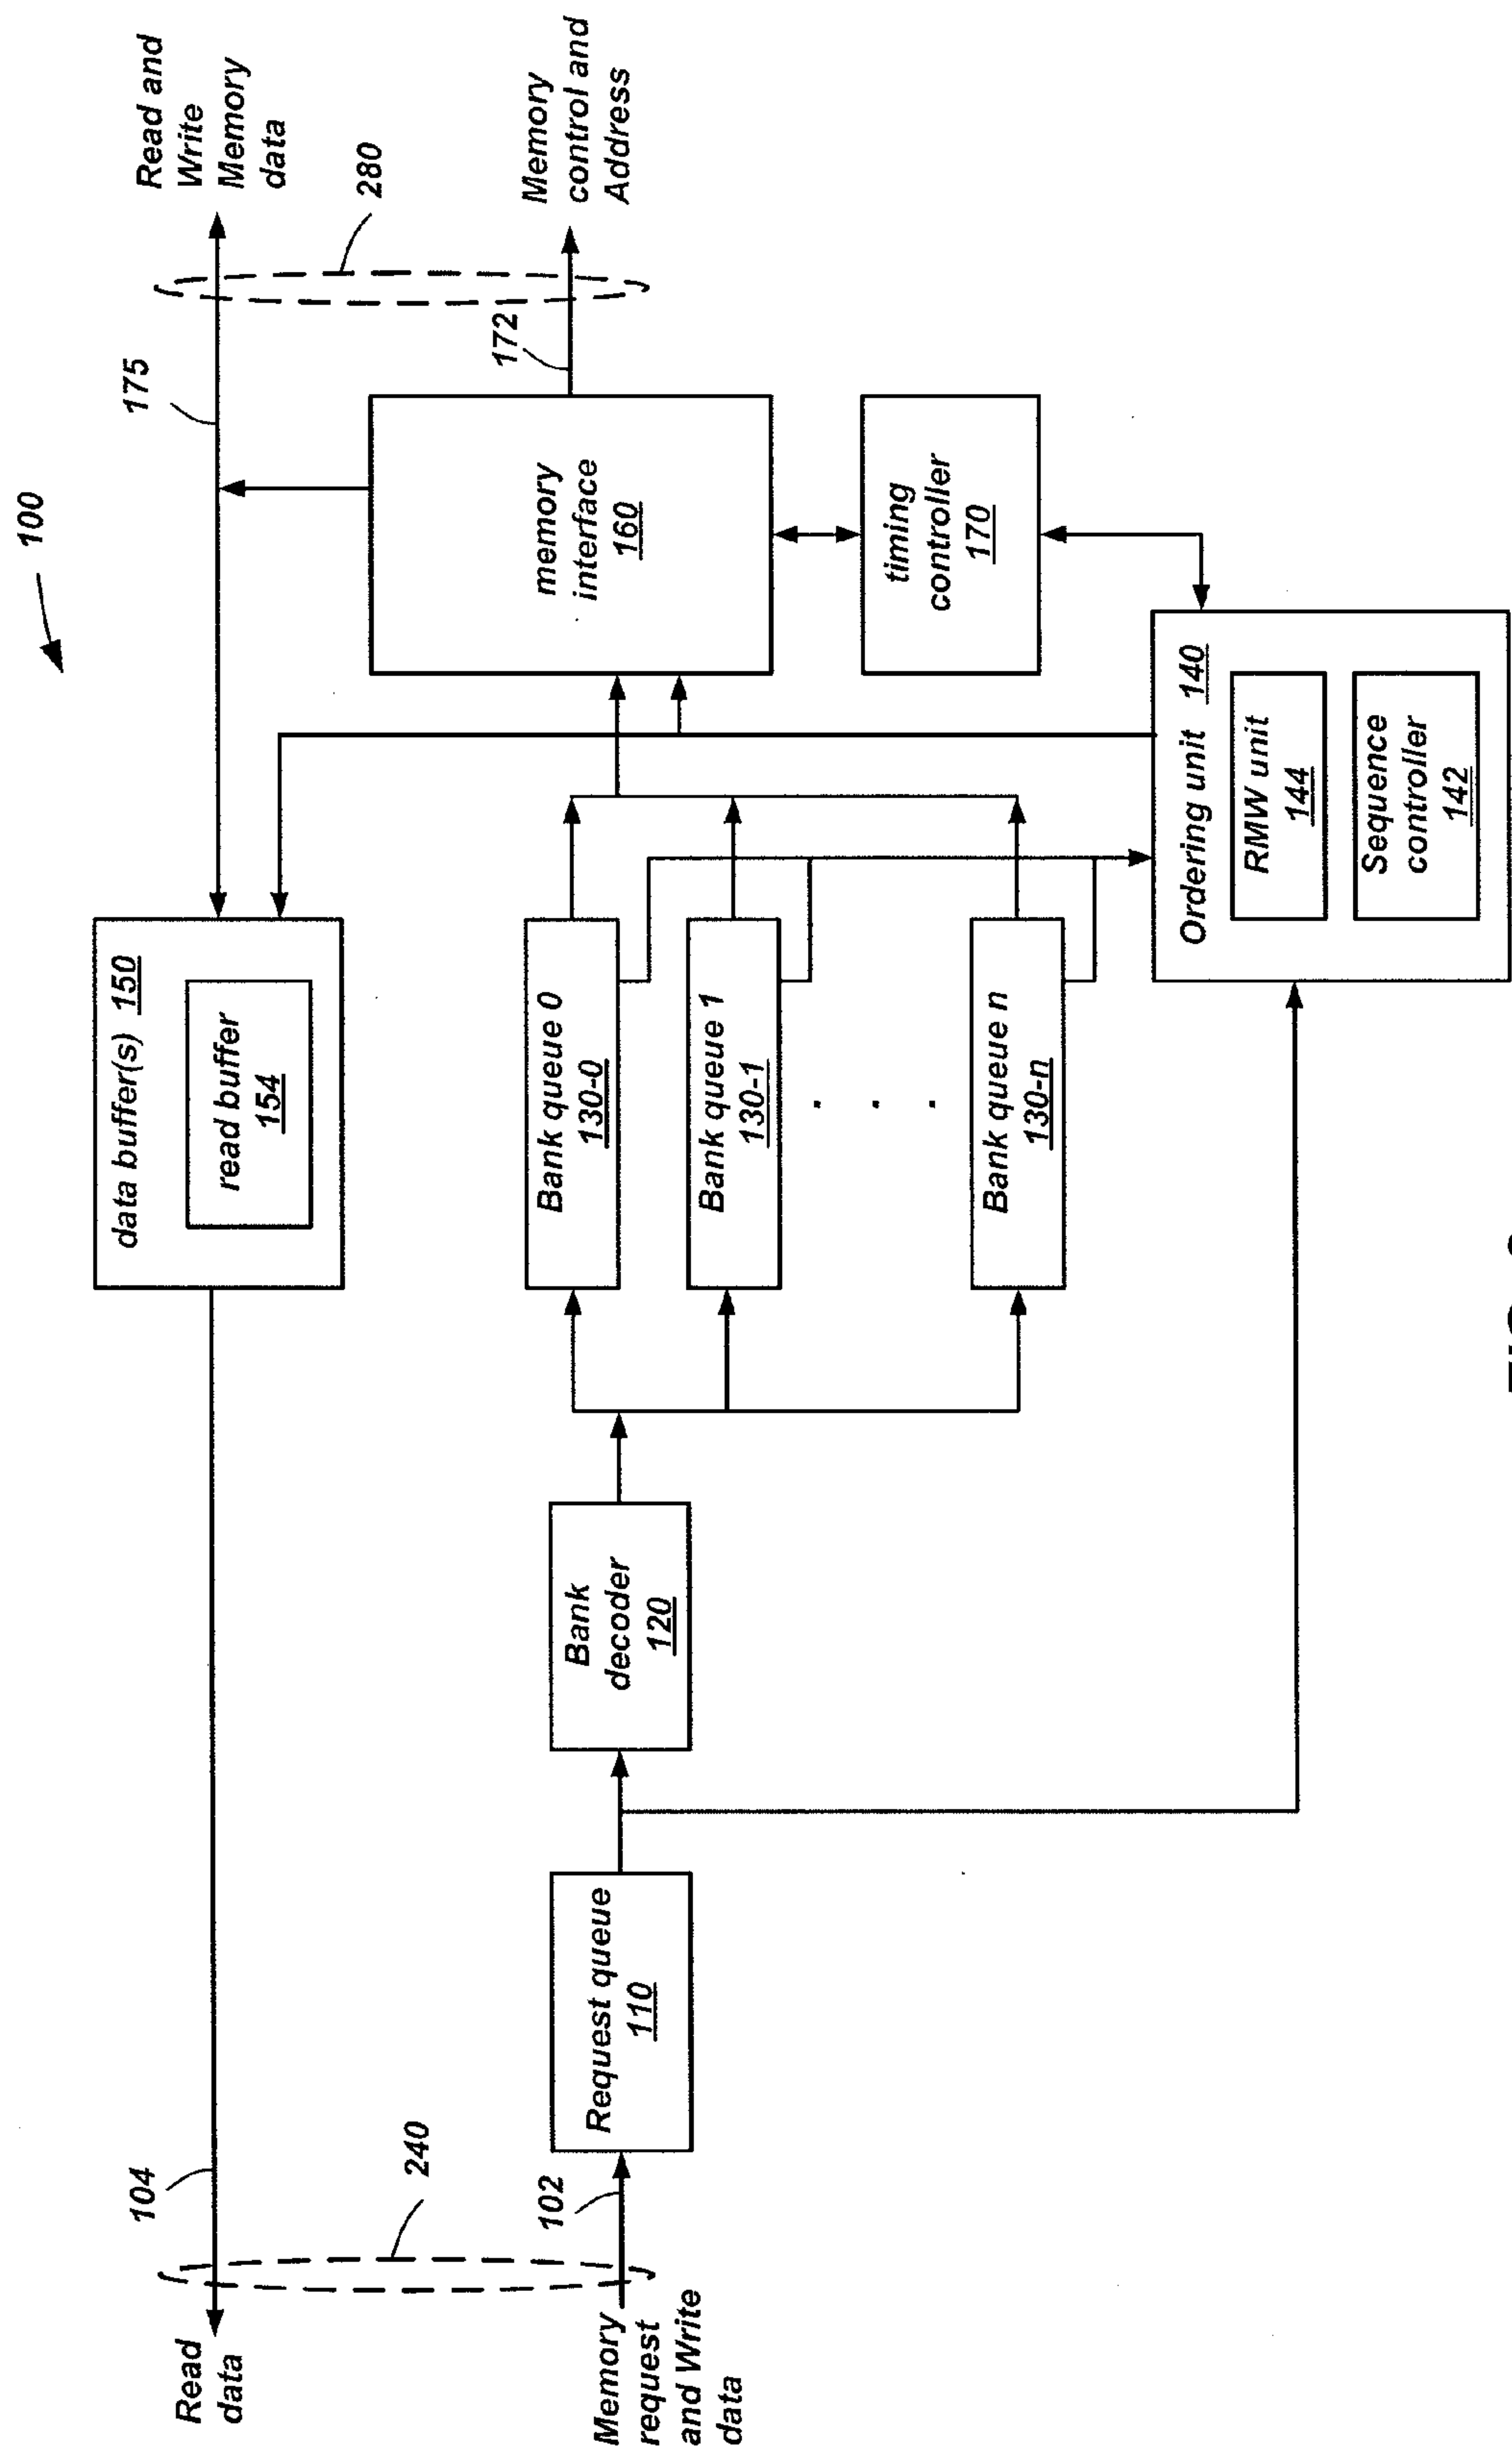 100
Read and
Write
Memory
data
175
280
Memory
control and
Address
172
memory
interface
160
timing
controller
170
data buffer(s) 150
read buffer
154
Bank queue 0
130-0
Bank queue 1
130-1
. . .
Bank queue n
130-n
Ordering unit 140
RMW unit
144
Sequence
controller
142
Bank
decoder
120
Request queue
110
104
240
102
Read
data
Memory
request
and Write
data